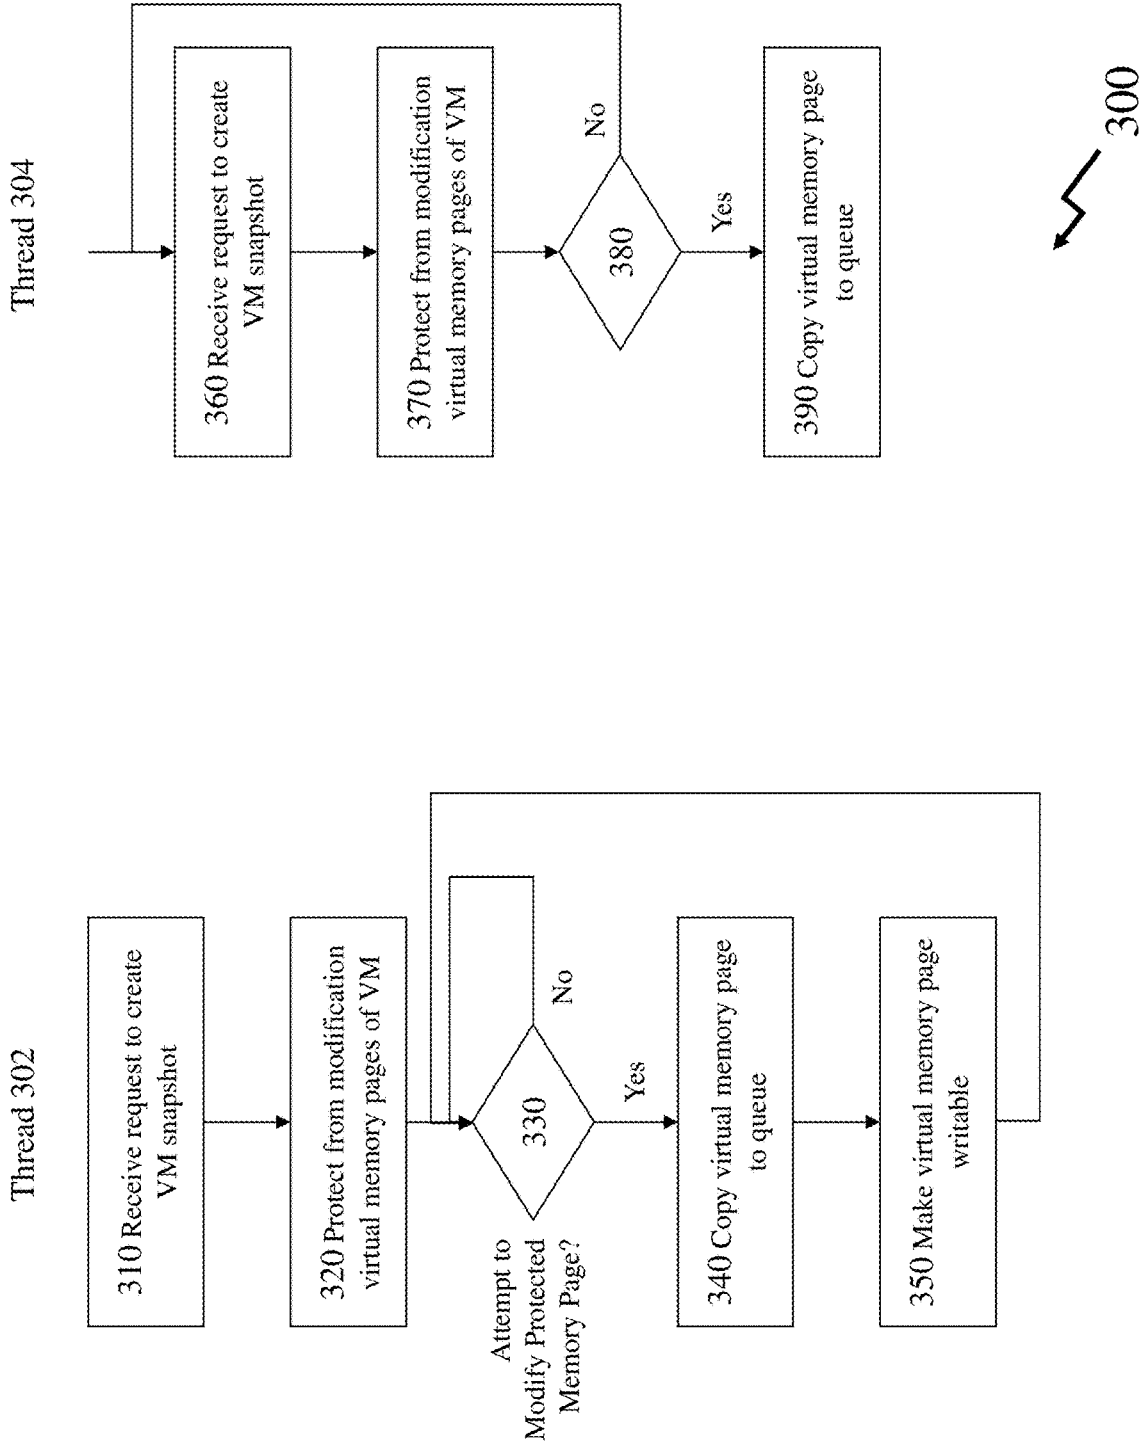 Thread 302
310 Receive request to create
VM snapshot
320 Protect from modification
virtual memory pages of VM
Attempt to
Modify Protected
Memory Page?
330
No
Yes
340 Copy virtual memory page
to queue
350 Make virtual memory page
writable
Thread 304
360 Receive request to create
VM snapshot
370 Protect from modification
virtual memory pages of VM
380
No
Yes
390 Copy virtual memory page
to queue
300